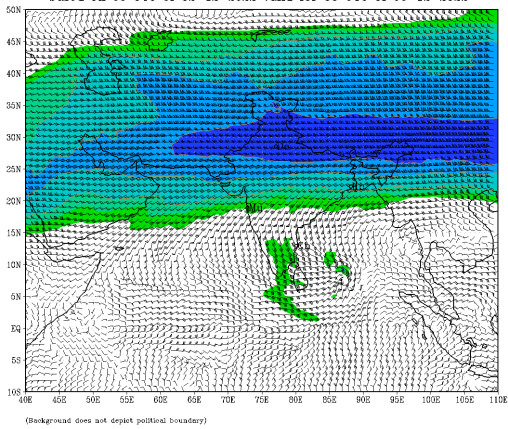 50N
45N
40N
35N
30N
25N
20N
15N
10N
5N
EQ
5S
10S
40E 45E 50E 55E 60E 65E 70E 75E 80E 85E 90E 95E 100E 105E 110E
(Background does not depict political boundary)